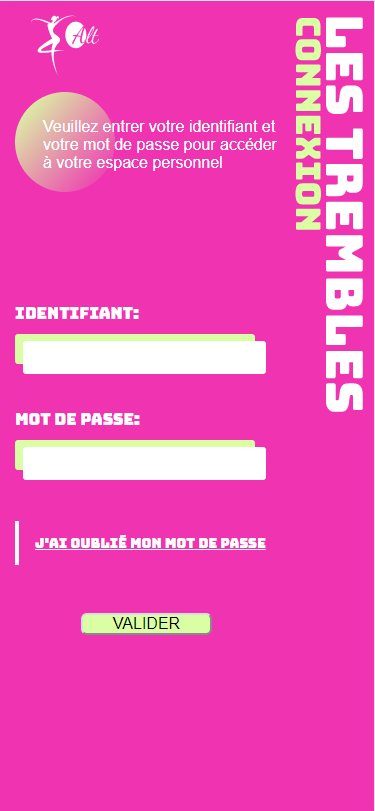 Alt
LES TREMBLES
CONNEXION
Veuillez entrer votre identifiant et
votre mot de passe pour accéder
à votre espace personnel
IDENTIFIANT:
MOT DE PASSE:
J'AI OUBLIÉ MON MOT DE PASSE
VALIDER